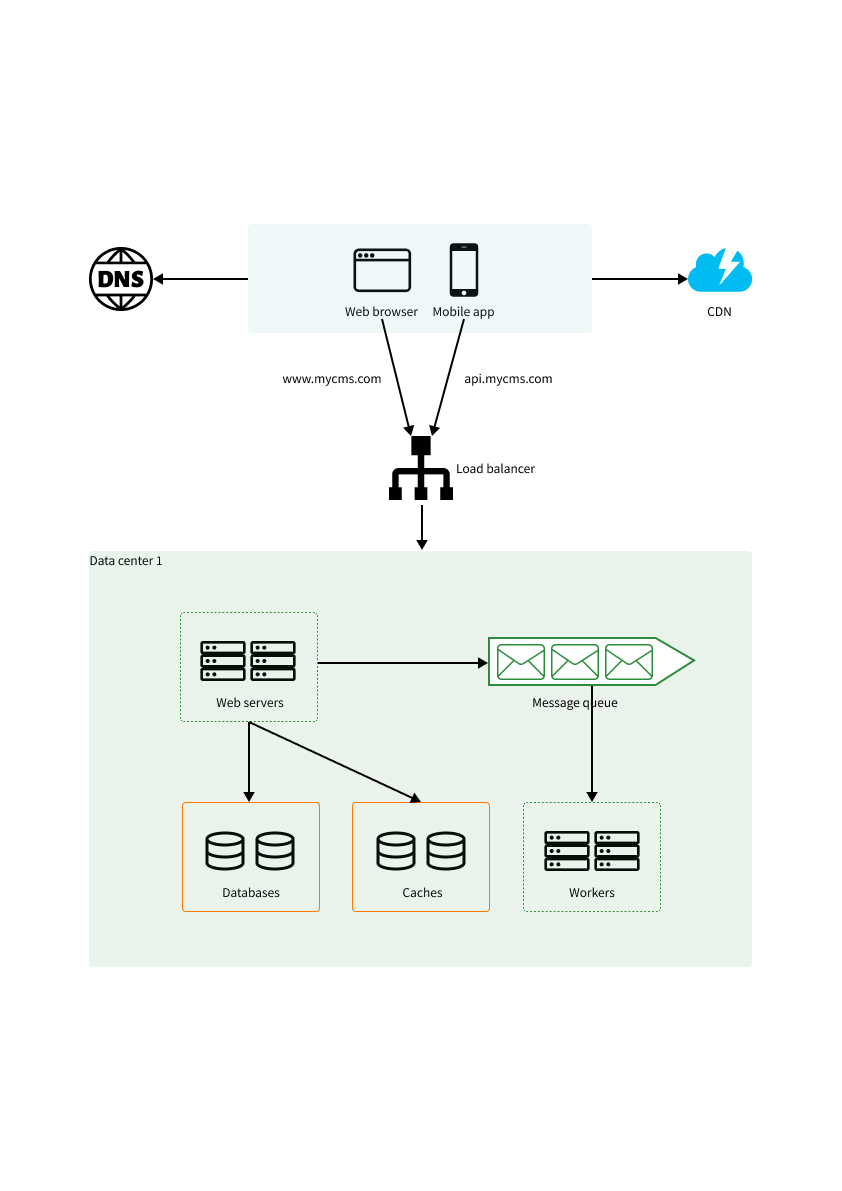 DNS
Web browser
Mobile app
CDN
www.mycms.com
api.mycms.com
Load balancer
Data center 1
Web servers
Message queue
Databases
Caches
Workers